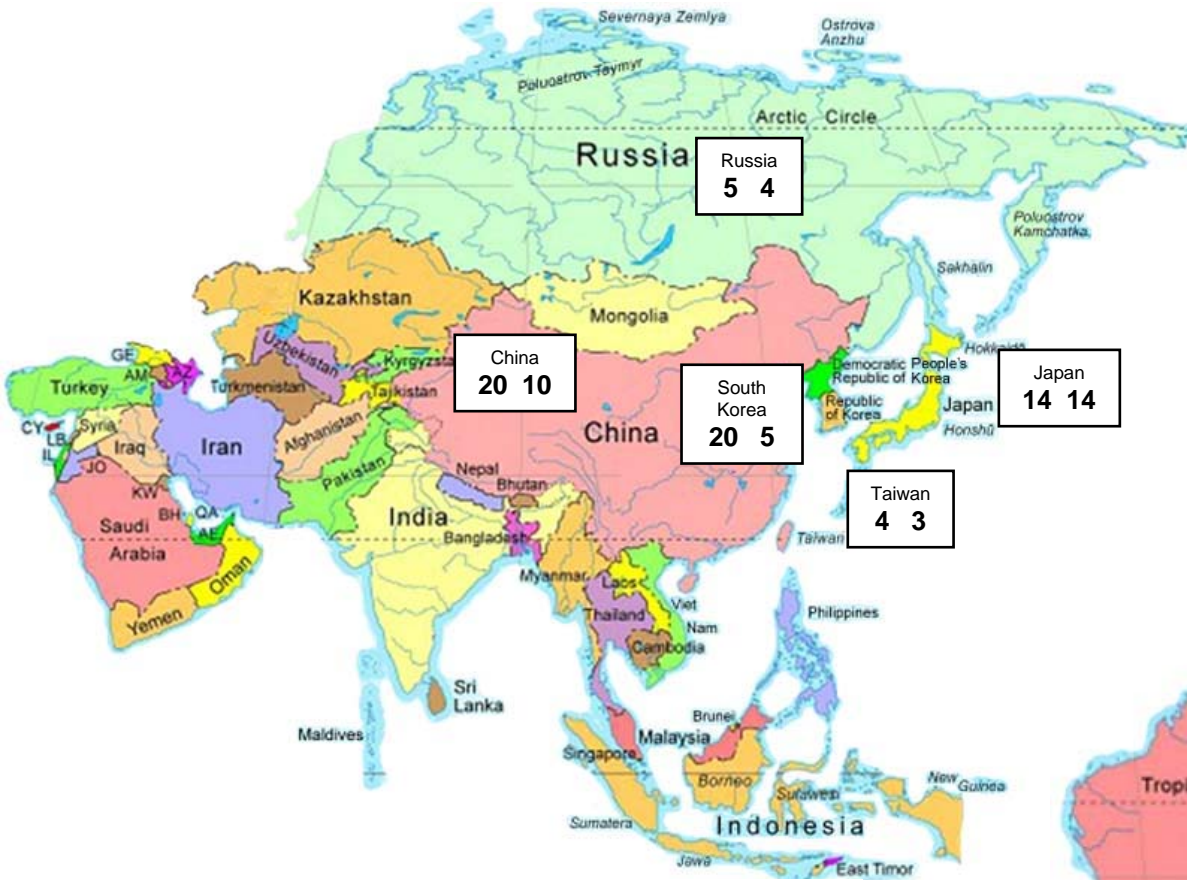 Severnaya Zemlya
Ostrova
Anzhu
Poluostrov Taymyr
Arctic Circle
Russia
Russia
5 4
Poluostrov
Kamchatka
Sakhalin
Kazakhstan
Mongolia
Uzbekistan
Kyrgyzsta
GE
AM
AZ
Turkey
Turkmenistan
Tajikistan
China
20 10
South
Korea
20 5
Democratic People's
Republic of Korea
Republic
of Korea
Hokkaidō
Japan
Honshū
Japan
14 14
CY
LB
IL
Syria
JO
Iraq
Iran
Afghanistan
Pakistan
China
KW
BH
QA
AE
Saudi
Arabia
Nepal
Bhutan
India
Bangladesh
Taiwan
4 3
Taiwan
Oman
Yemen
Myanmar
Laos
Thailand
Viet
Nam
Cambodia
Philippines
Sri
Lanka
Maldives
Brunei
Malaysia
Singapore
Borneo
Sulawesi
New
Guinea
Sumatera
Indonesia
Jawa
East Timor
Tropi